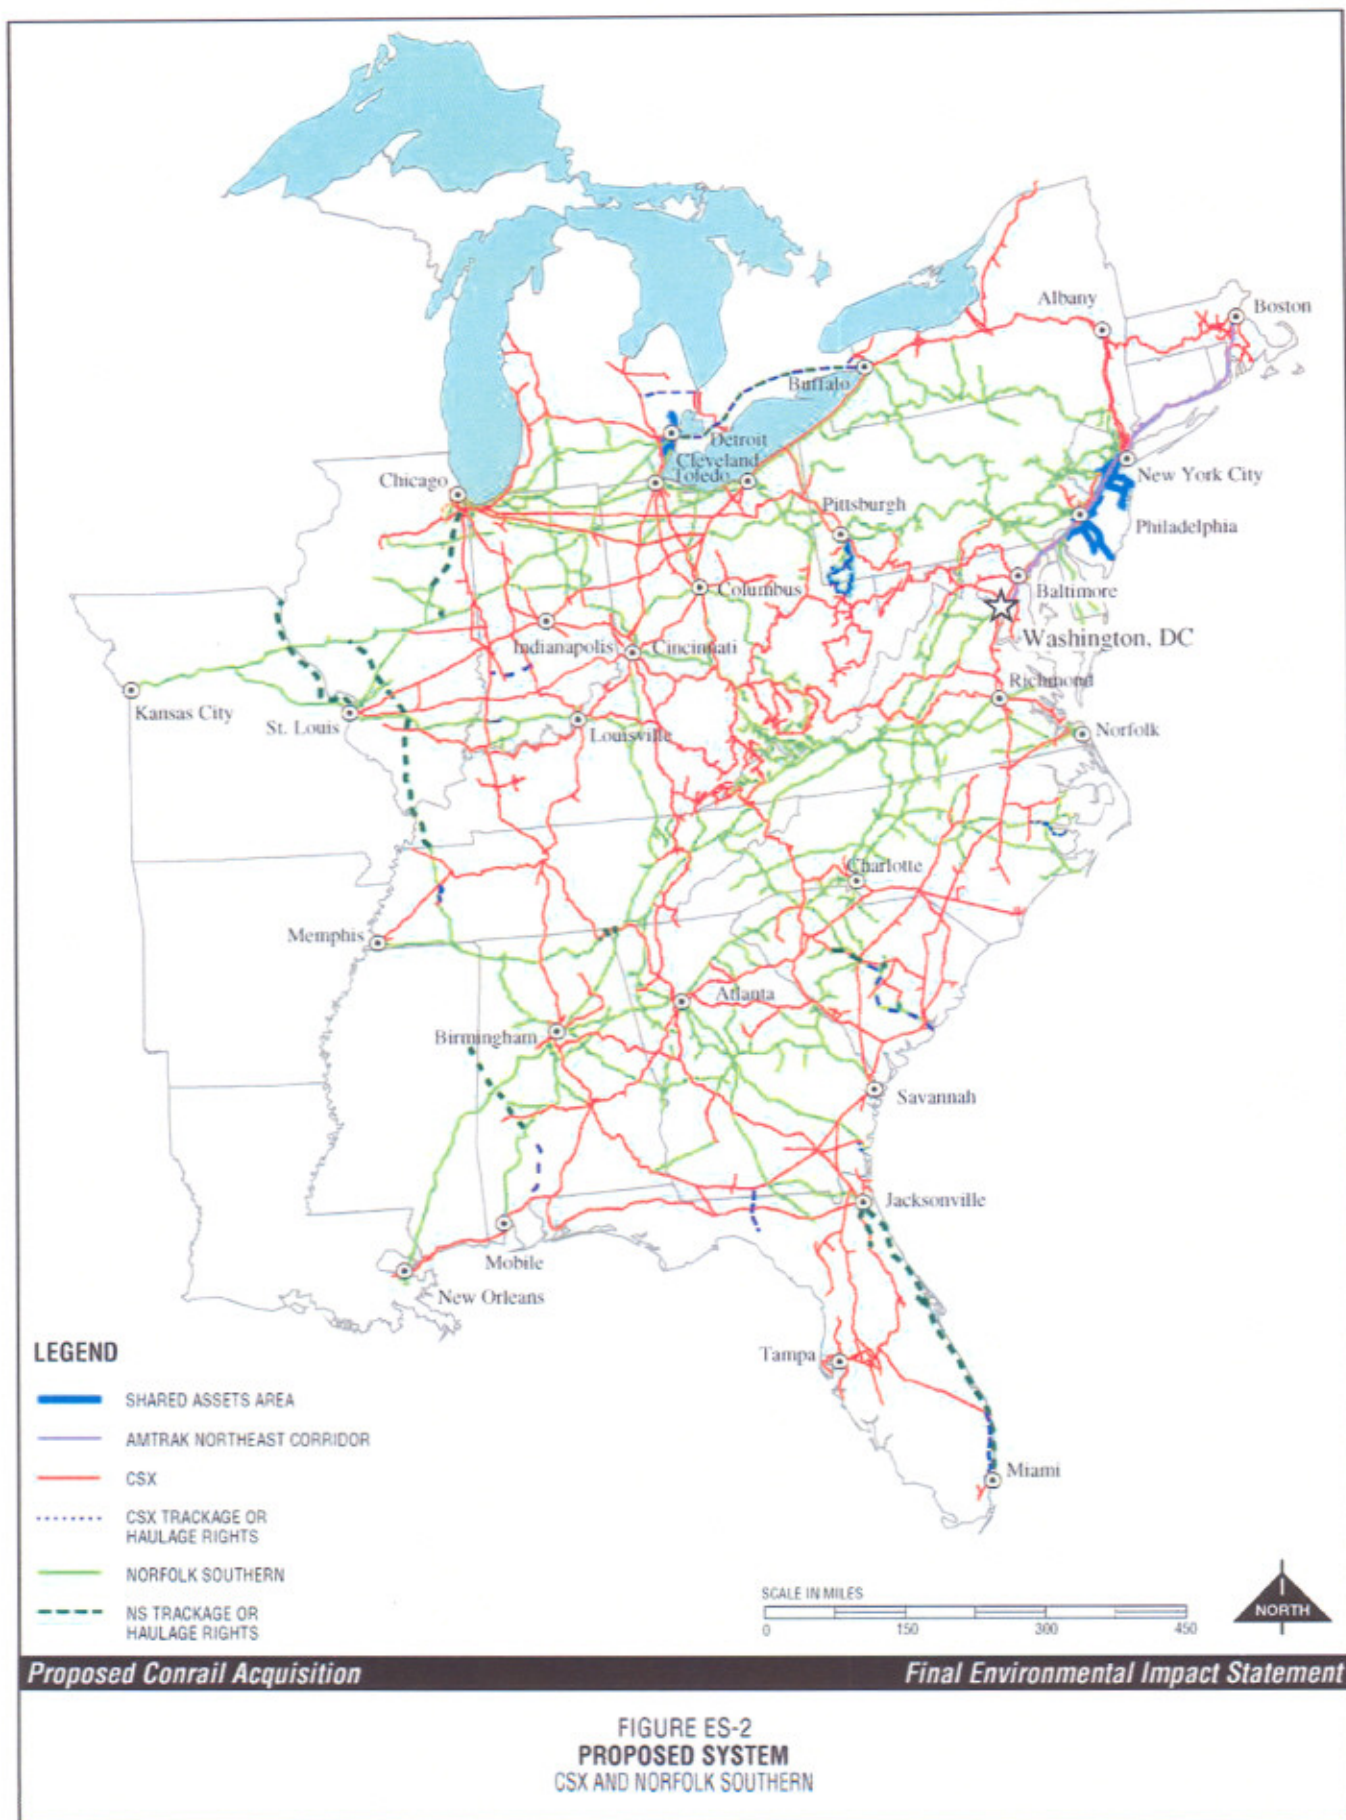 Albany
Boston
Buffalo
Detroit
Cleveland
Toledo
New York City
Chicago
Pittsburgh
Philadelphia
Columbus
Baltimore
Indianapolis
Cincinnati
Washington, DC
Kansas City
St. Louis
Louisville
Richmond
Norfolk
Charlotte
Memphis
Atlanta
Birmingham
Savannah
Jacksonville
Mobile
New Orleans
Tampa
Miami
LEGEND
SHARED ASSETS AREA
AMTRAK NORTHEAST CORRIDOR
CSX
CSX TRACKAGE OR
HAULAGE RIGHTS
NORFOLK SOUTHERN
NS TRACKAGE OR
HAULAGE RIGHTS
SCALE IN MILES
0 150 300 450
NORTH
Proposed Conrail Acquisition
Final Environmental Impact Statement
FIGURE ES-2
PROPOSED SYSTEM
CSX AND NORFOLK SOUTHERN